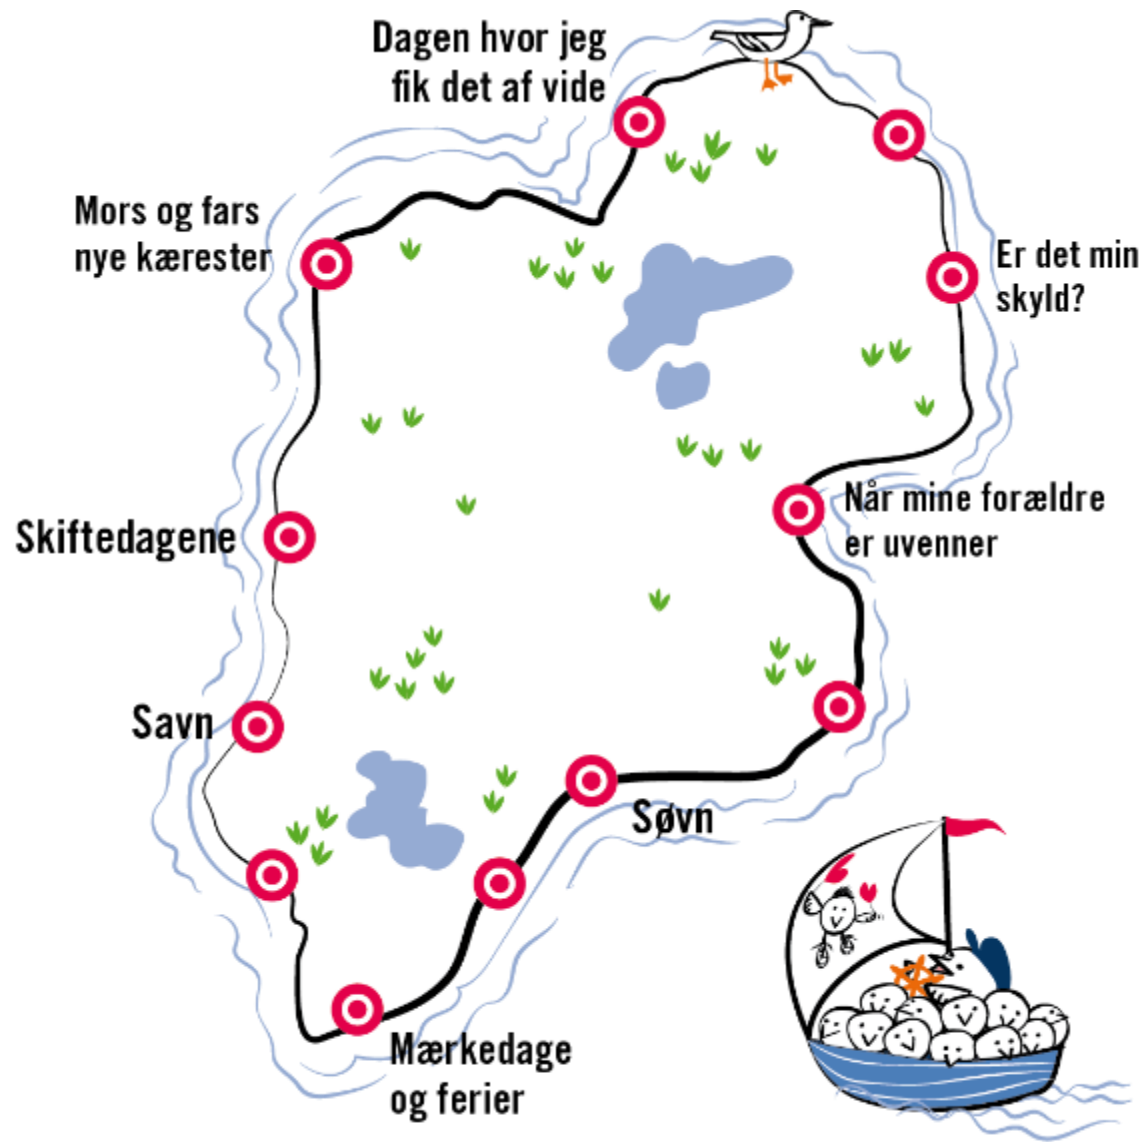 Dagen hvor jeg
fik det af vide
Mors og fars
nye kærester
Er det min
skyld?
Når mine forældre
er uvenner
Skiftedagene
Savn
Søvn
Mærkedage
og ferier